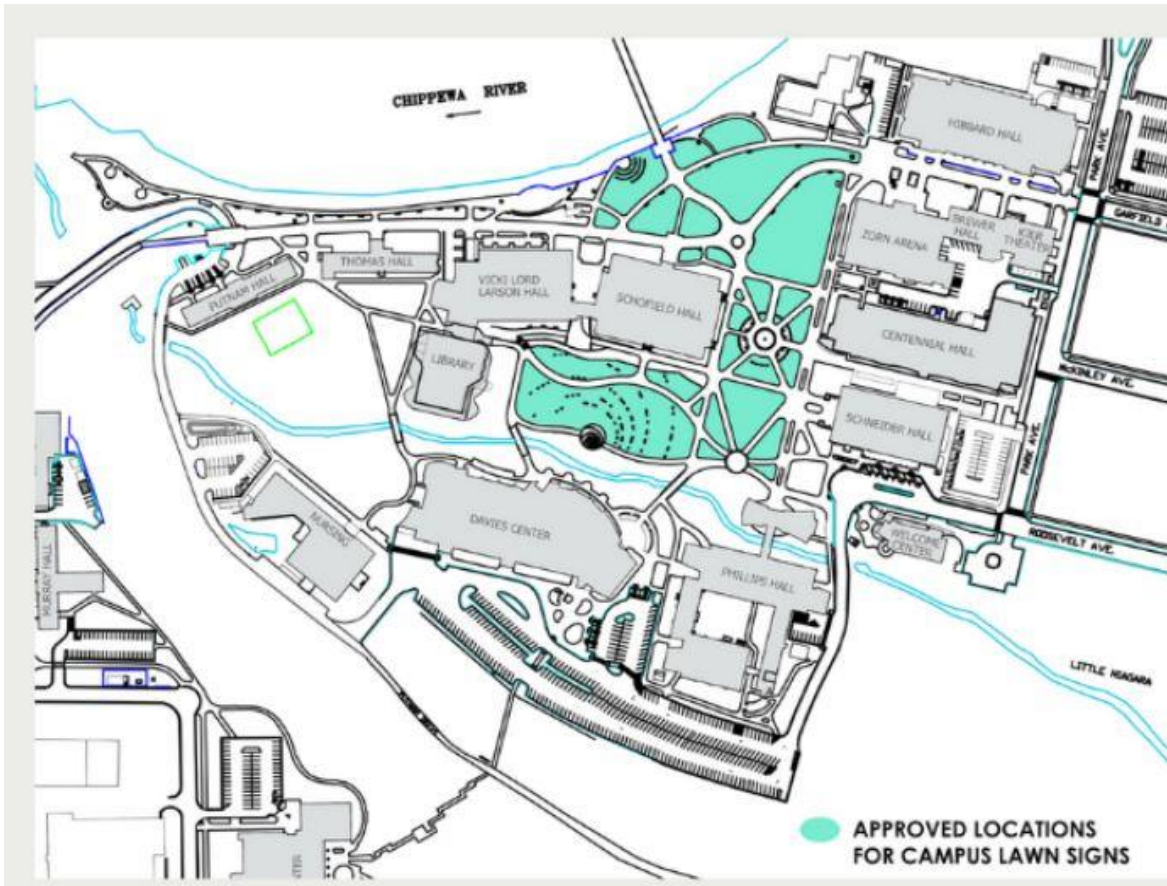 CHIPPEWA RIVER
HIBBARD HALL
PARK AVE.
GARFIELD
BREWER
HALL
KJER
THEATER
ZORN ARENA
THOMAS HALL
VICKI LORD
LARSON HALL
PUTNAM HALL
SCHOFIELD HALL
CENTENNIAL HALL
LIBRARY
McKINLEY AVE.
SCHNEIDER HALL
PARK AVE.
DAVIES CENTER
NURSING
WELCOME
CENTER
ROOSEVELT AVE.
MURRAY HALL
PHILLIPS HALL
LITTLE NIAGARA
APPROVED LOCATIONS
FOR CAMPUS LAWN SIGNS